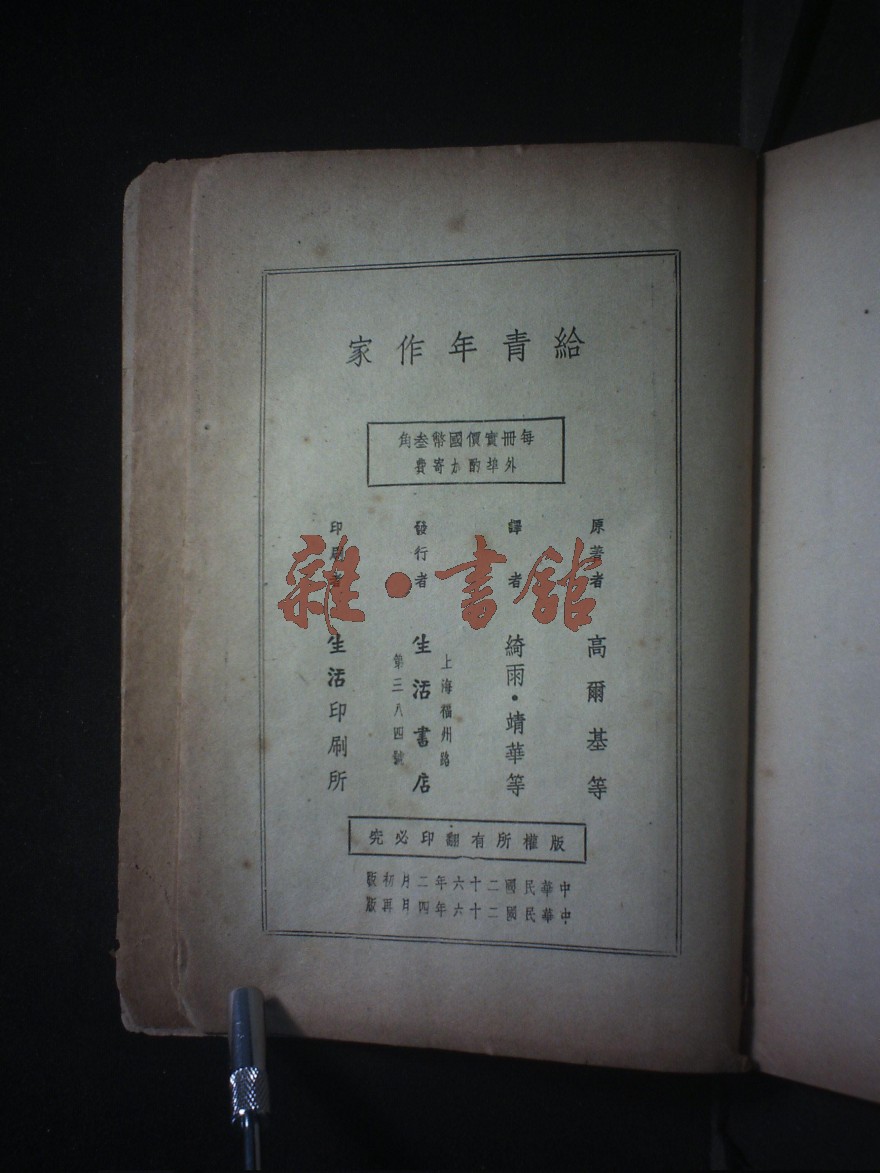 給青年作家
每冊實價國幣叁角
外埠酌加寄費
原著者 高爾基等
譯者 綺雨・靖華等
發行者 生活書店
上海福州路
第三八四號
印刷者 生活印刷所
版權所有翻印必究
中華民國二十六年二月初版
中華民國二十六年四月再版
雜・書館